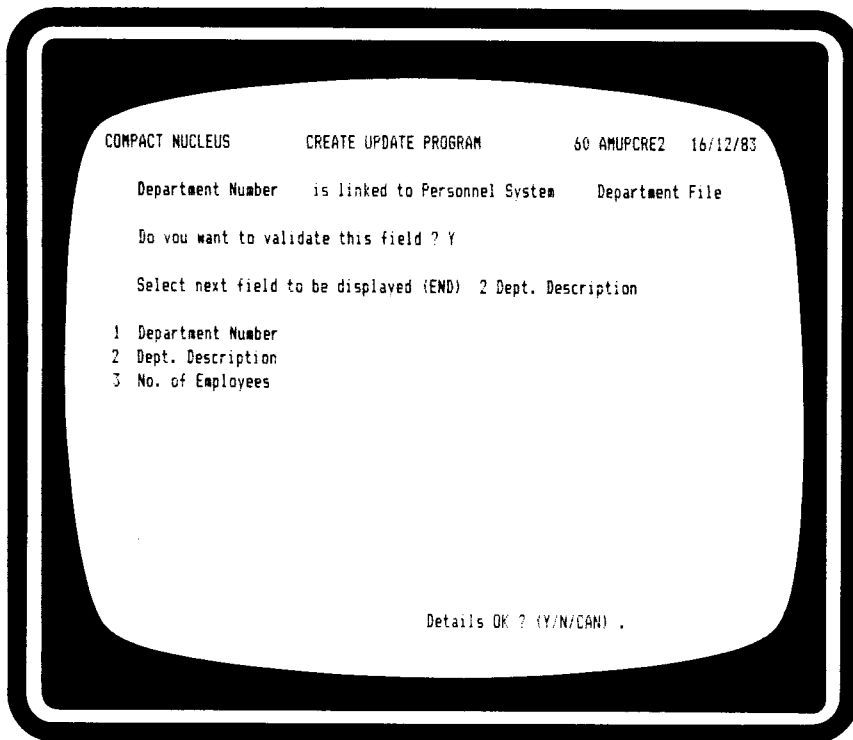 COMPACT NUCLEUS CREATE UPDATE PROGRAM 60 AMUPCRE2 16/12/83
Department Number is linked to Personnel System Department File
Do you want to validate this field ? Y
Select next field to be displayed (END) 2 Dept. Description
1 Department Number
2 Dept. Description
3 No. of Employees
Details OK ? (Y/N/CAN) .